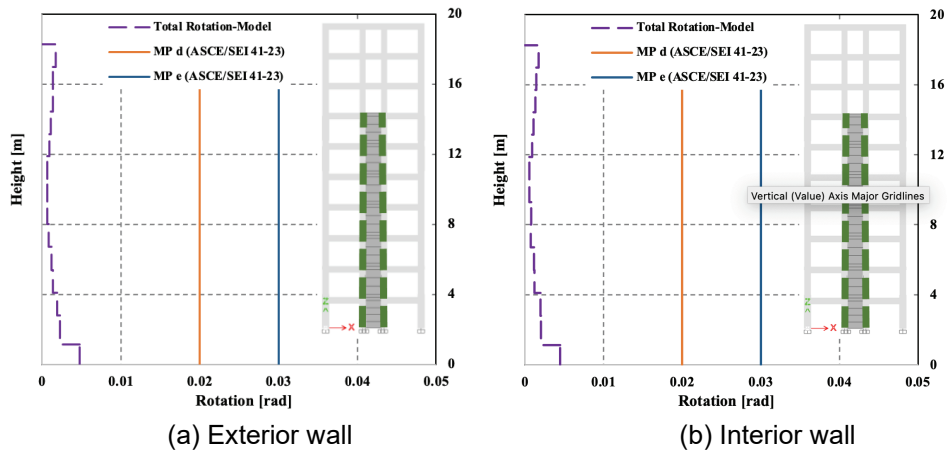 Total Rotation-Model
MP d (ASCE/SEI 41-23)
MP e (ASCE/SEI 41-23)
Height [m]
20
16
12
8
4
0
Z
X
0
0.01
0.02
0.03
0.04
0.05
Rotation [rad]
(a) Exterior wall
Total Rotation-Model
MP d (ASCE/SEI 41-23)
MP e (ASCE/SEI 41-23)
Height [m]
Vertical (Value) Axis Major Gridlines
20
16
12
8
4
0
Z
X
0
0.01
0.02
0.03
0.04
0.05
Rotation [rad]
(b) Interior wall